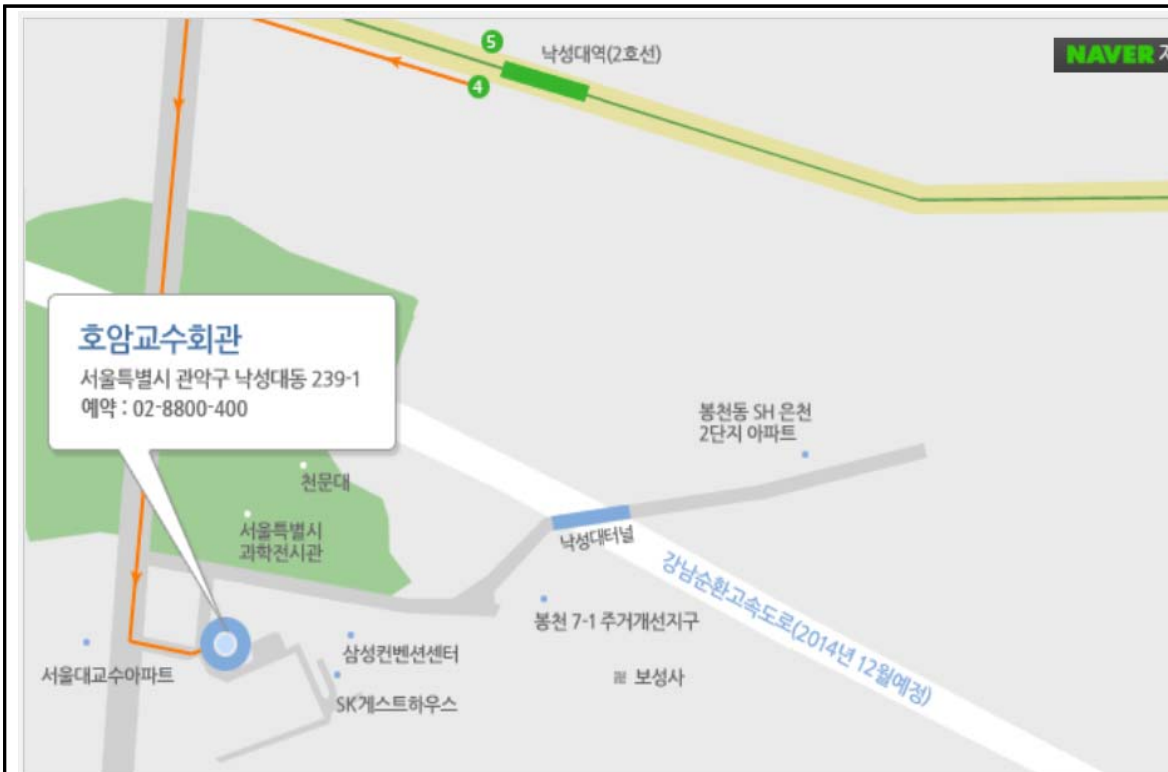 5
낙성대역(2호선)
NAVER
4
호암교수회관
서울특별시 관악구 낙성대동 239-1
예약 : 02-8800-400
봉천동 SH 은천
2단지 아파트
천문대
서울특별시
과학전시관
낙성대터널
강남순환고속도로(2014년 12월예정)
봉천 7-1 주거개선지구
삼성컨벤션센터
서울대교수아파트
보성사
SK게스트하우스